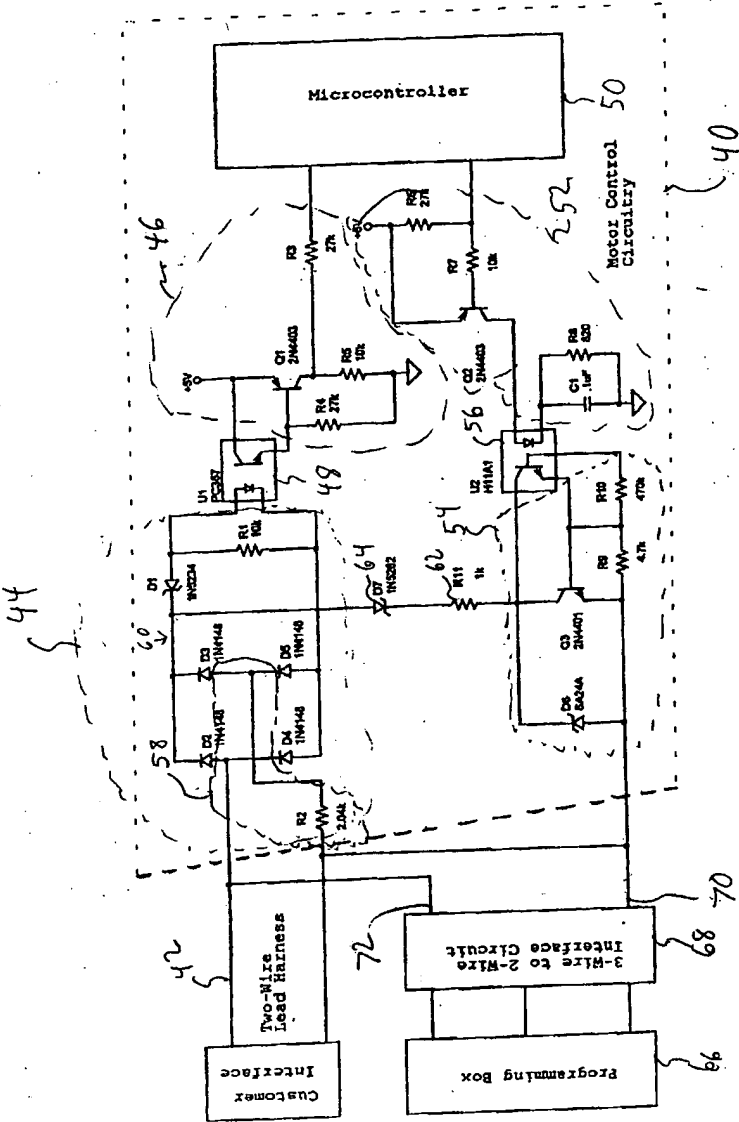 Microcontroller
50
Motor Control
Circuitry
40
46
252
+5V
Q1
2N4403
R3
27k
R5
10k
R4
27k
+5V
27k
R7
10k
Q2
2N4403
R8
820
C1
.1uF
56
U2
H11A1
U1
48
54
R10
470k
R9
4.7k
Q3
2N4401
D6
8A24A
44
D1
1N5234
R1
10k
64
D7
1N5262
62
R11
1k
60
D3
1N4148
D5
1N4148
D2
1N4148
D4
1N4148
58
R2
2.04k
42
Two-Wire
Lead Harness
Customer
Interface
72
70
3-Wire to 2-Wire
Interface Circuit
68
Programming Box
66